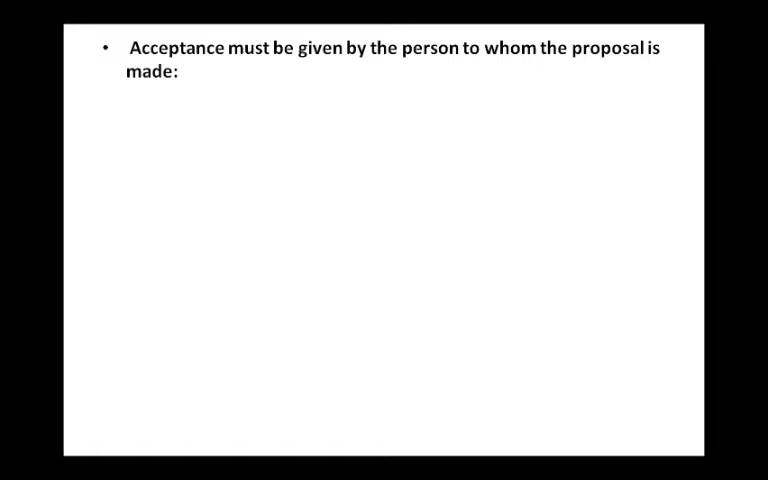 • Acceptance must be given by the person to whom the proposal is
made: